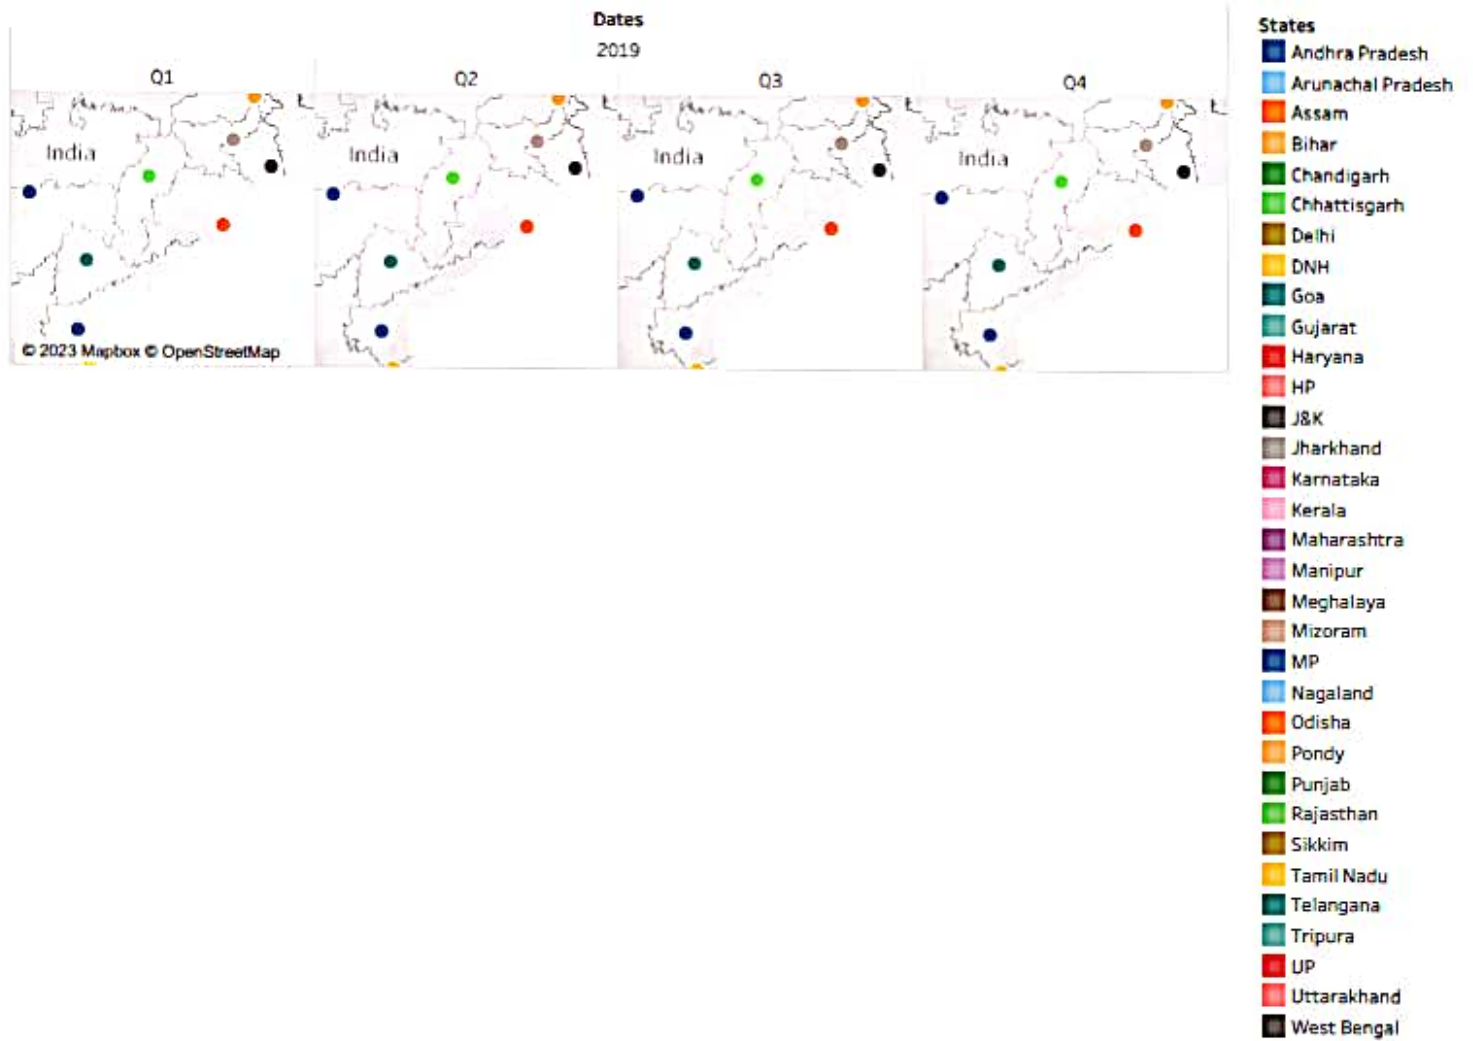 Dates
2019
Q1
Q2
Q3
Q4
India
India
India
India
© 2023 Mapbox © OpenStreetMap
States
Andhra Pradesh
Arunachal Pradesh
Assam
Bihar
Chandigarh
Chhattisgarh
Delhi
DNH
Goa
Gujarat
Haryana
HP
J&K
Jharkhand
Karnataka
Kerala
Maharashtra
Manipur
Meghalaya
Mizoram
MP
Nagaland
Odisha
Pondy
Punjab
Rajasthan
Sikkim
Tamil Nadu
Telangana
Tripura
UP
Uttarakhand
West Bengal